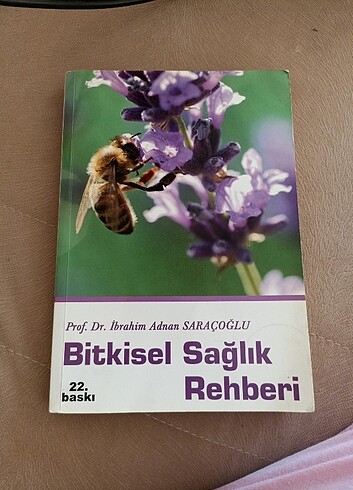 Prof. Dr. İbrahim Adnan SARAÇOĞLU
Bitkisel Sağlık
Rehberi
22.
baskı